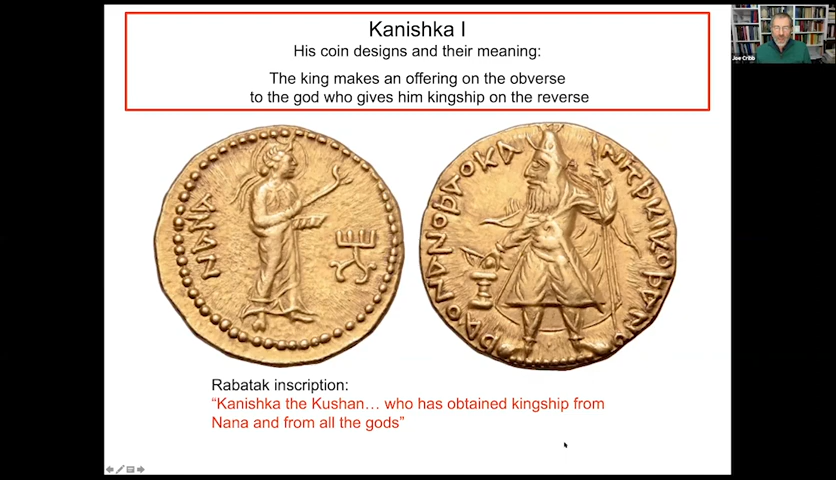 Kanishka I
His coin designs and their meaning:
The king makes an offering on the obverse
to the god who gives him kingship on the reverse
Joe Cribb
NANA
Rabatak inscription:
“Kanishka the Kushan… who has obtained kingship from
Nana and from all the gods”